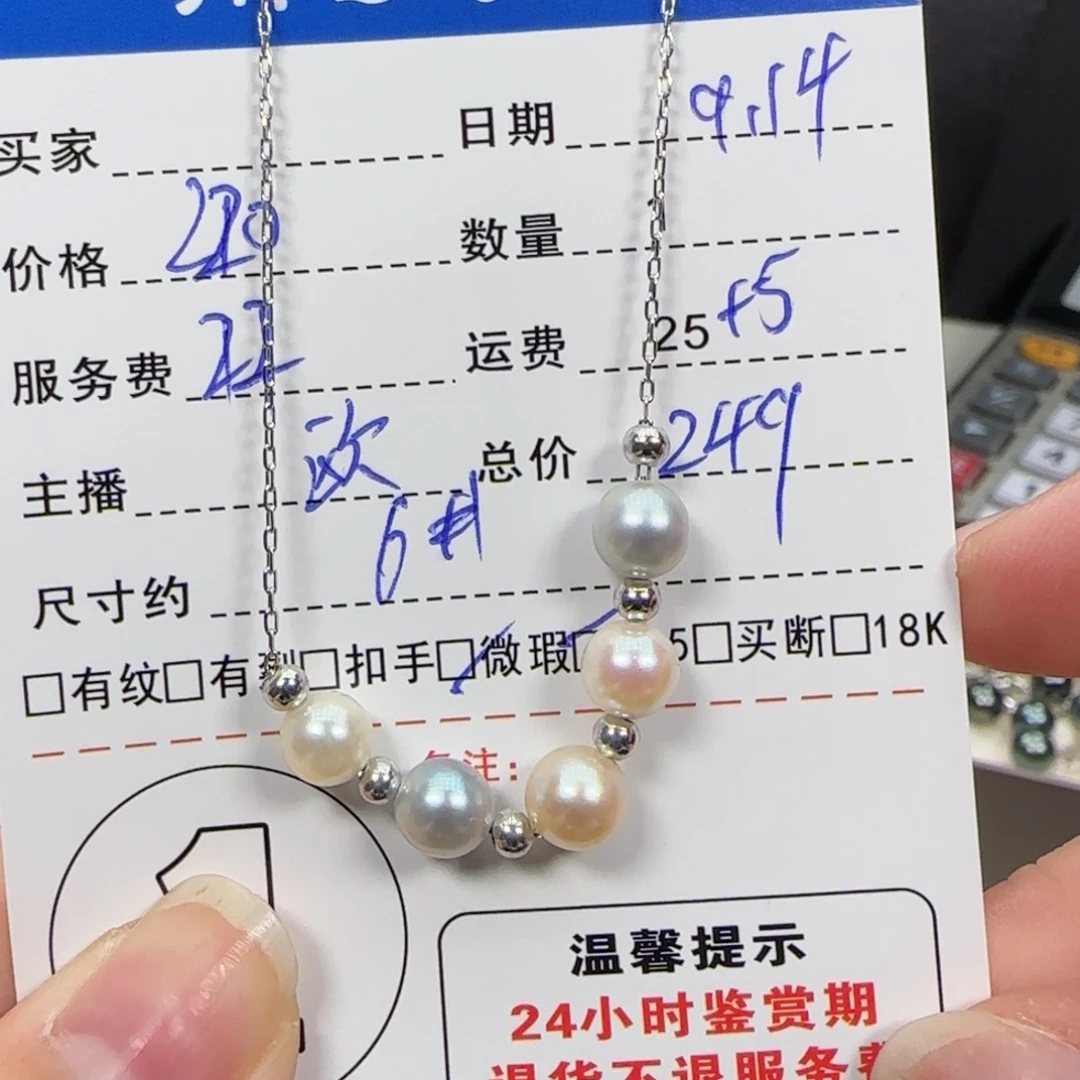 买家 日期 9.14
价格 220 数量
服务费 22 运费 25+5
主播 欧 总价 249
尺寸约 6#
□有纹□有□扣手□微瑕□5□买断□18K
注:
1
温馨提示
24小时鉴赏期
退货不退服务费